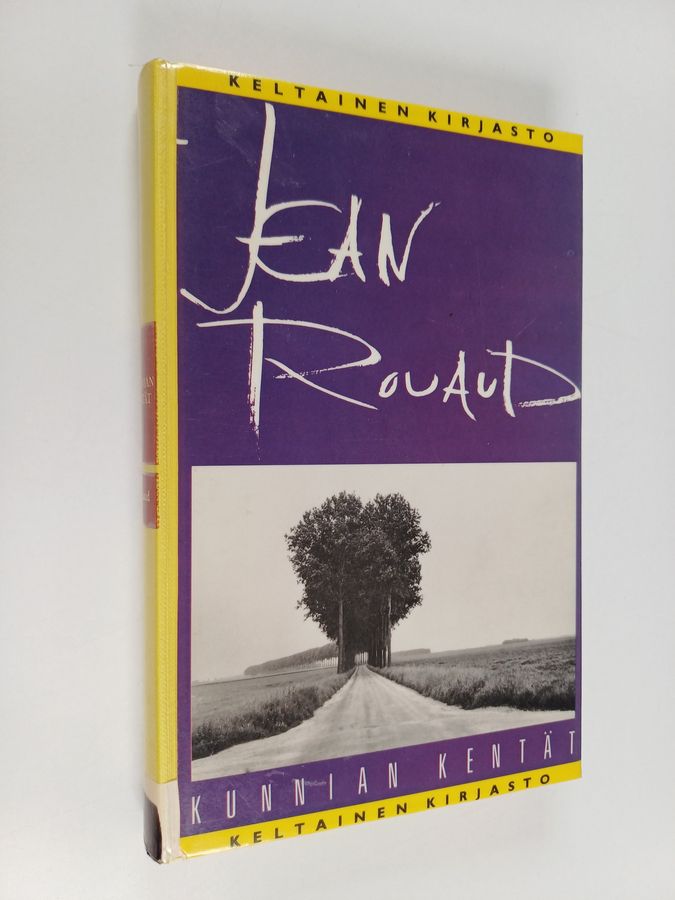 KELTAINEN KIRJASTO
JEAN
ROUAUD
KUNNIAN KENTÄT
KELTAINEN KIRJASTO